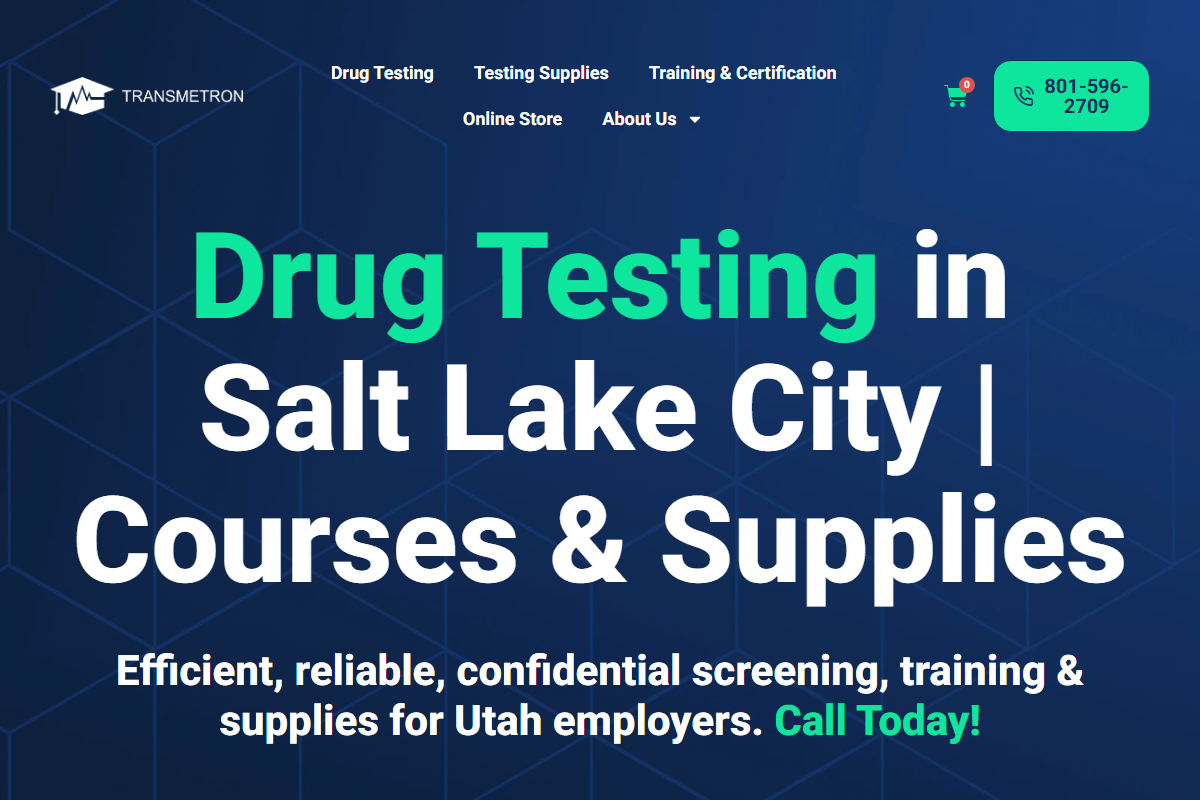 TRANSMETRON
Drug Testing
Testing Supplies
Training & Certification
Online Store
About Us
0
801-596-
2709
Drug Testing in
Salt Lake City |
Courses & Supplies
Efficient, reliable, confidential screening, training &
supplies for Utah employers. Call Today!